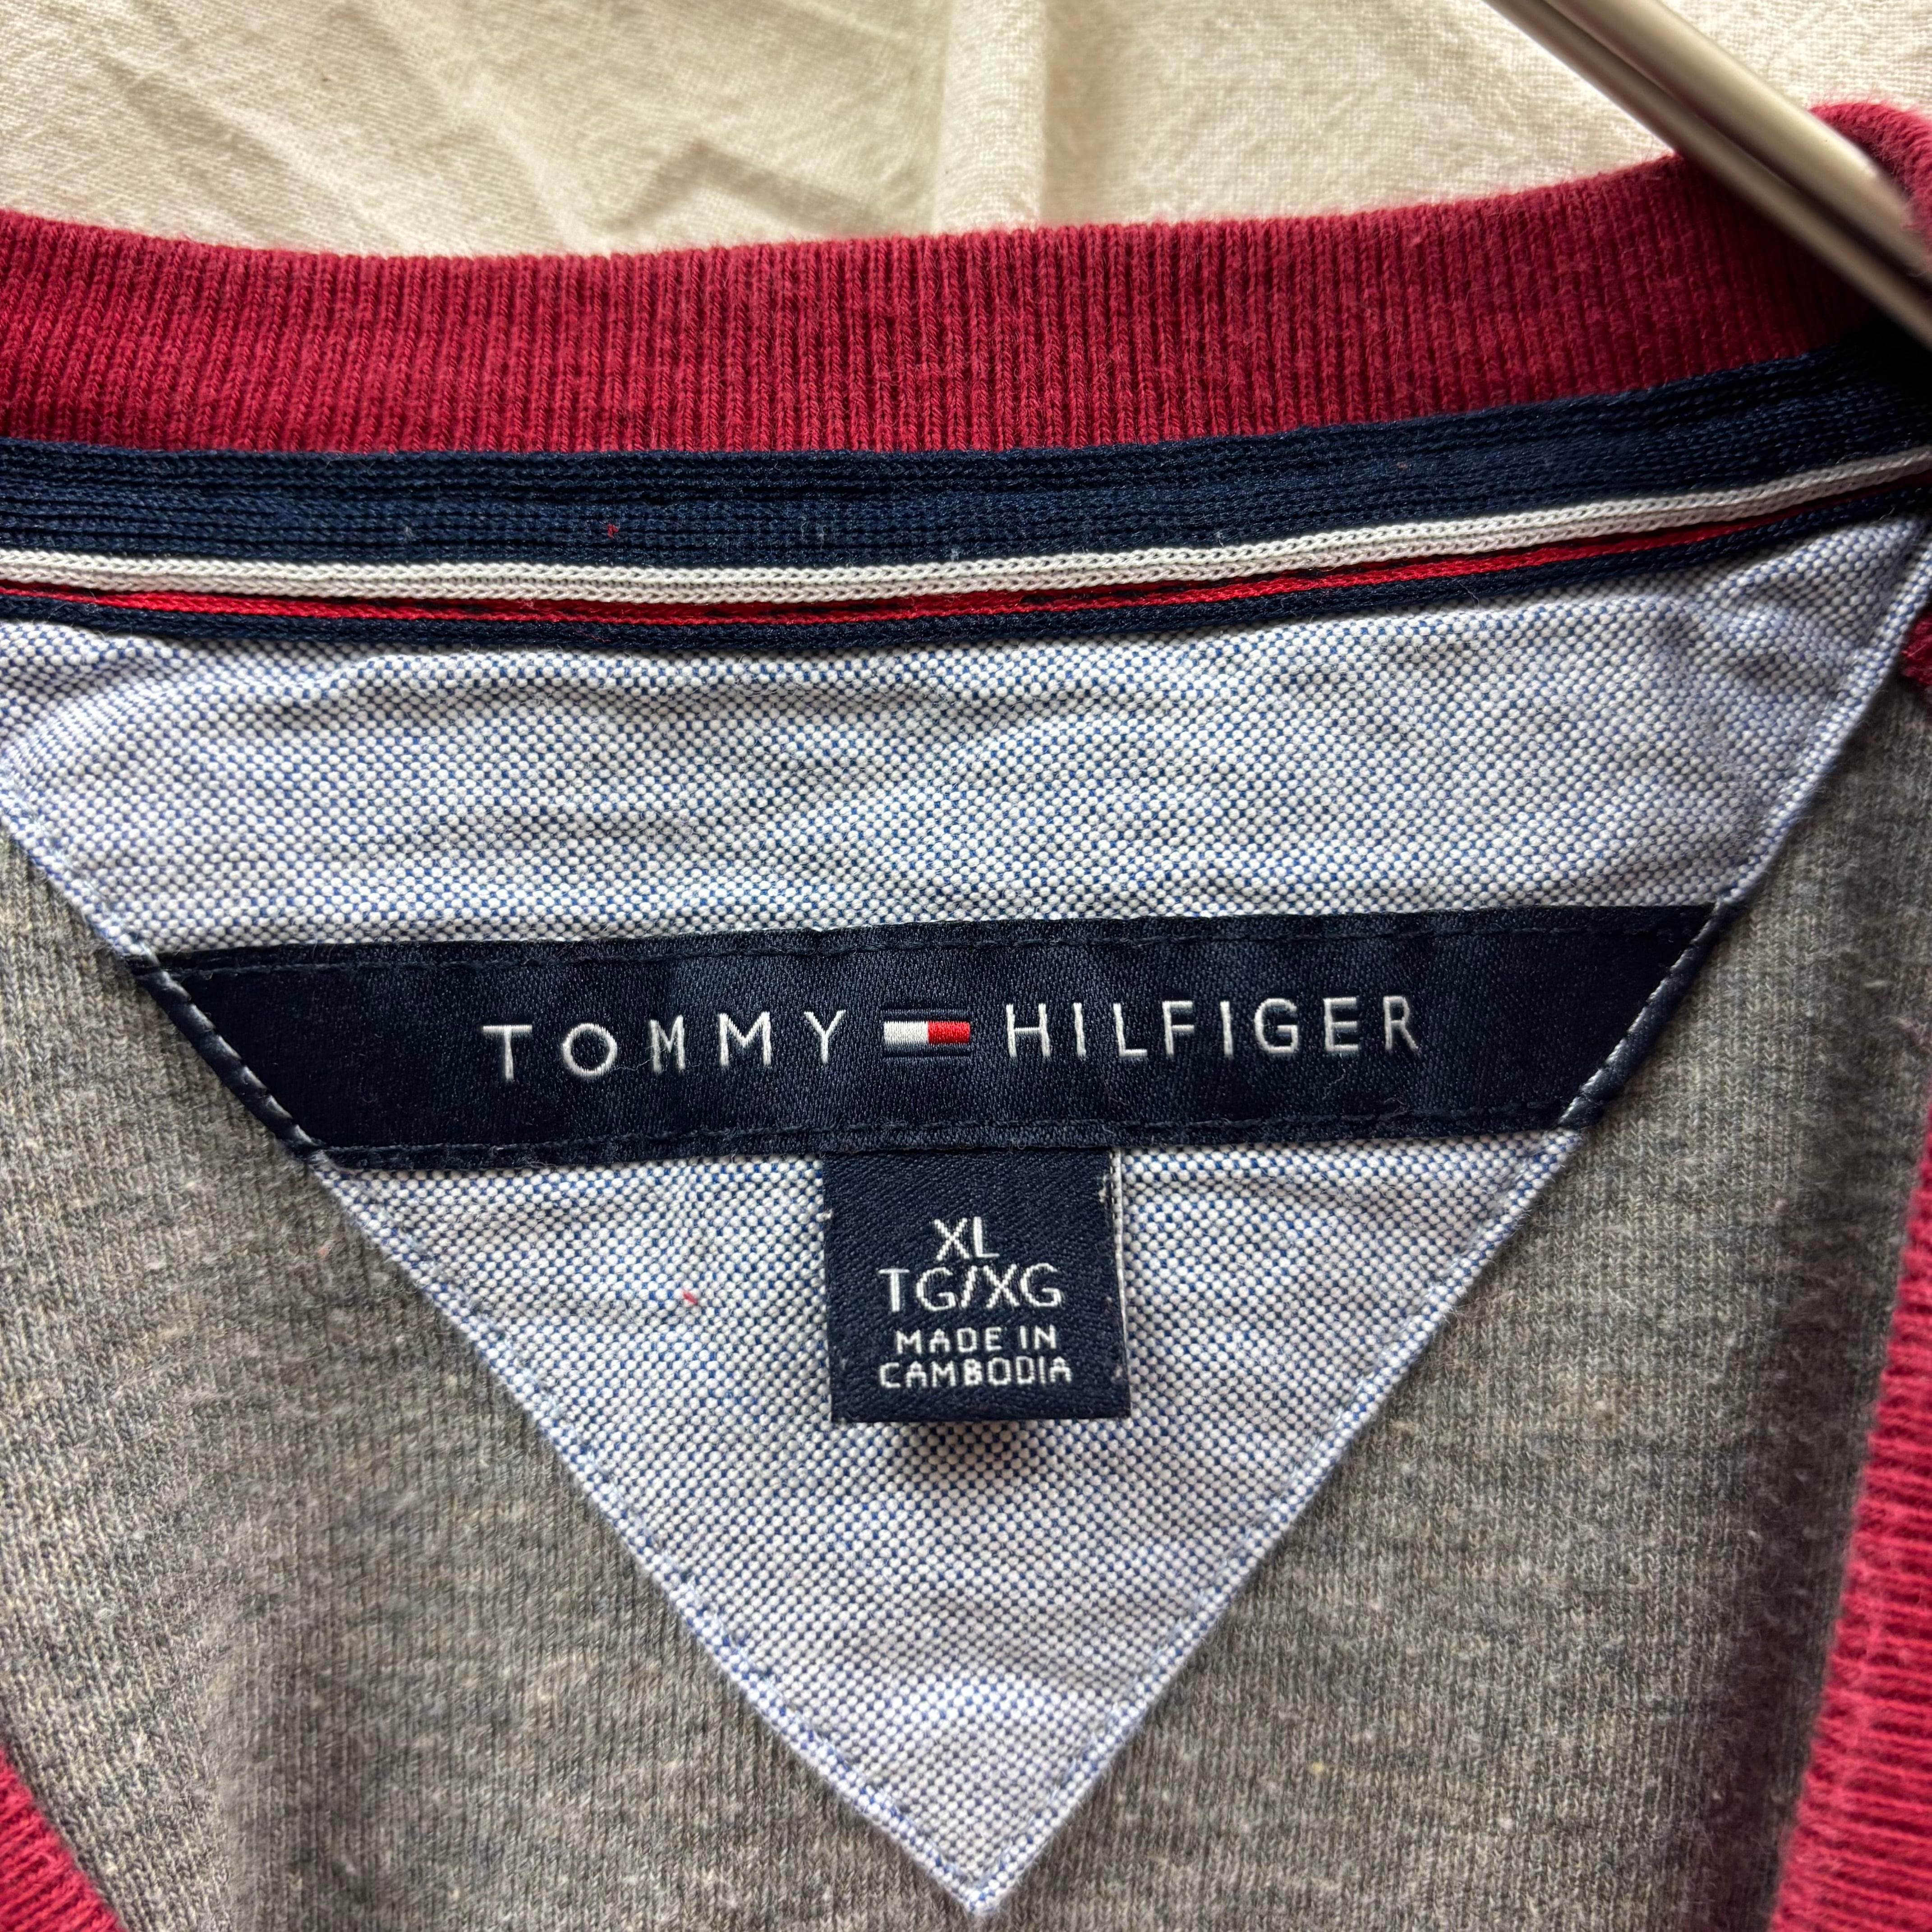 TOMMY HILFIGER
XL
TG/XG
MADE IN
CAMBODIA